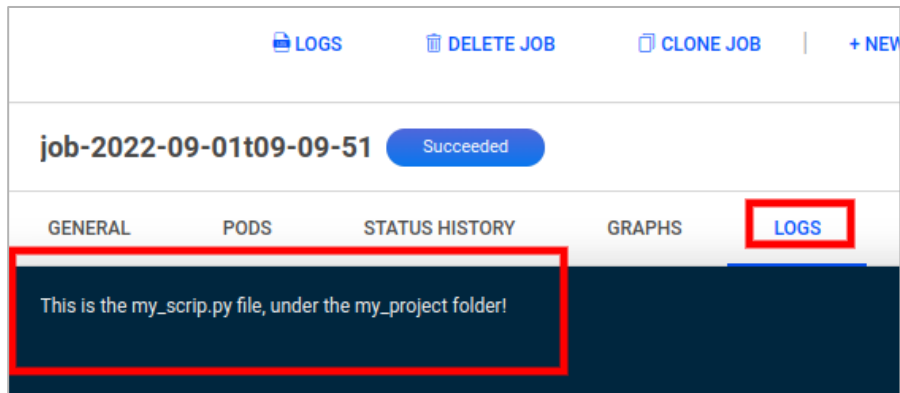 LOGS DELETE JOB CLONE JOB + NEW
job-2022-09-01t09-09-51 Succeeded
GENERAL PODS STATUS HISTORY GRAPHS LOGS
This is the my_scrip.py file, under the my_project folder!